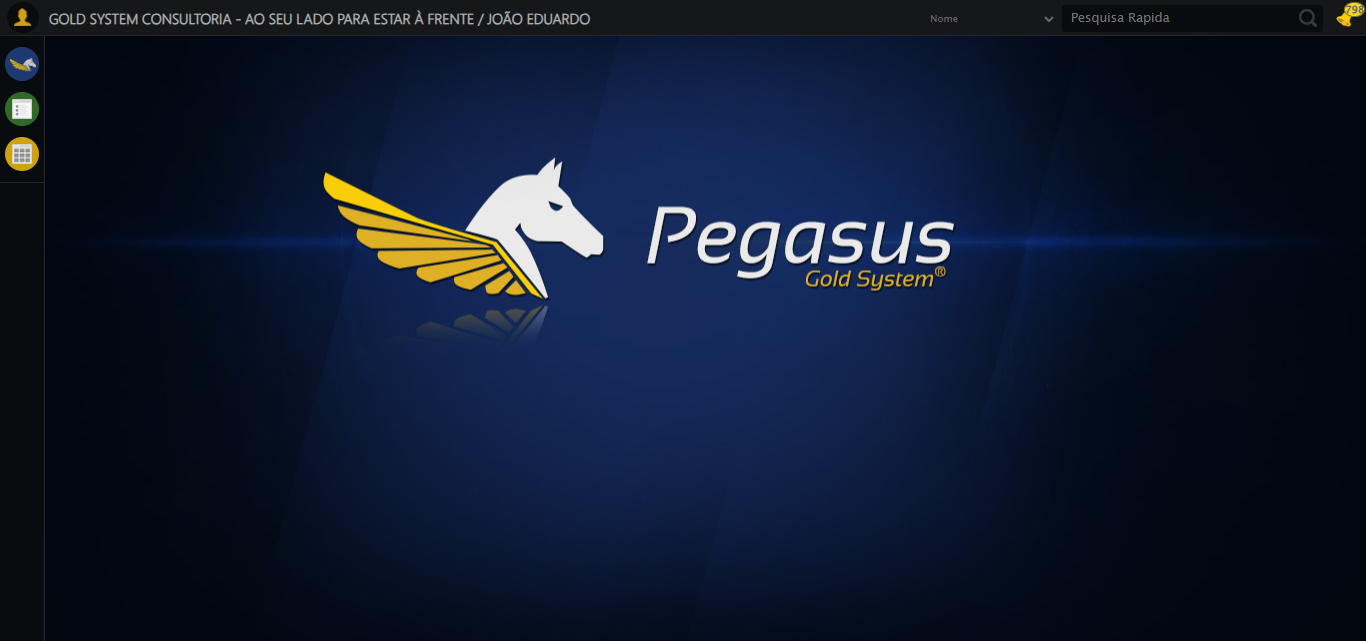 GOLD SYSTEM CONSULTORIA - AO SEU LADO PARA ESTAR À FRENTE / JOÃO EDUARDO
Nome
Pesquisa Rapida
798
Pegasus
Gold System®